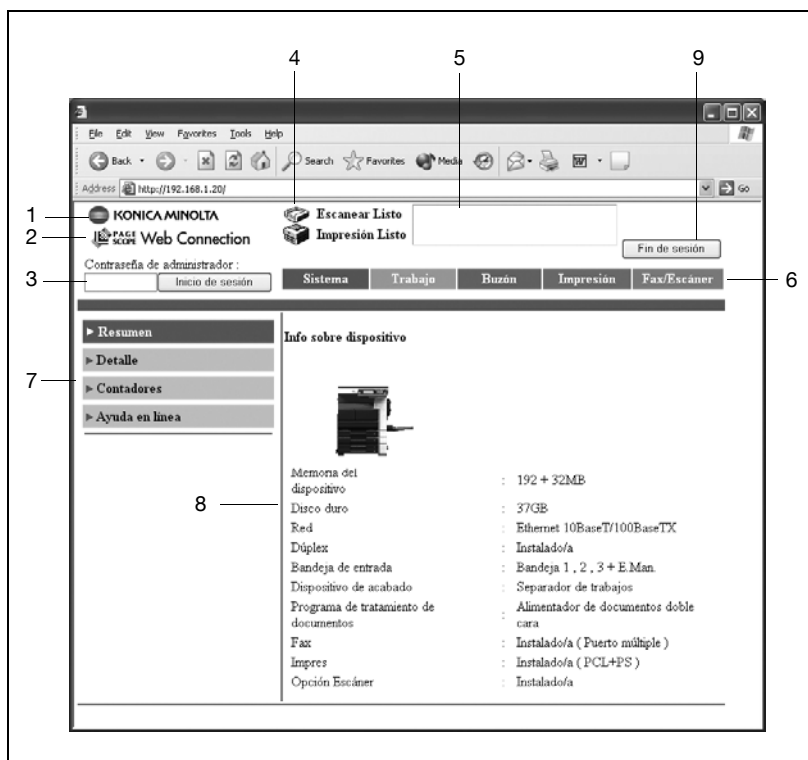 4 5 9
File Edit View Favorites Tools Help
Back Search Favorites Media
Address http://192.168.1.20/ Go
1 KONICA MINOLTA Escanear Listo
2 PAGE SCOPE Web Connection Impresión Listo
Fin de sesión
Contraseña de administrador :
3 Inicio de sesión Sistema Trabajo Buzón Impresión Fax/Escáner 6
Resumen Info sobre dispositivo
Detalle
7 Contadores
Ayuda en línea
Memoria del
dispositivo : 192 + 32MB
8 Disco duro : 37GB
Red : Ethernet 10BaseT/100BaseTX
Dúplex : Instalado/a
Bandeja de entrada : Bandeja 1 , 2 , 3 + E.Man.
Dispositivo de acabado : Separador de trabajos
Programa de tratamiento de
documentos : Alimentador de documentos doble
cara
Fax : Instalado/a ( Puerto múltiple )
Impres : Instalado/a ( PCL+PS )
Opción Escáner : Instalado/a